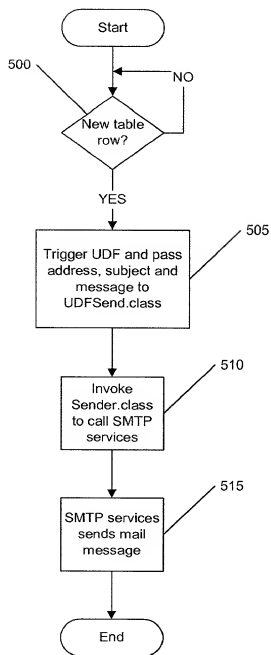 Start
NO
500
New table
row?
YES
505
Trigger UDF and pass
address, subject and
message to
UDFSend.class
510
Invoke
Sender.class
to call SMTP
services
515
SMTP services
sends mail
message
End